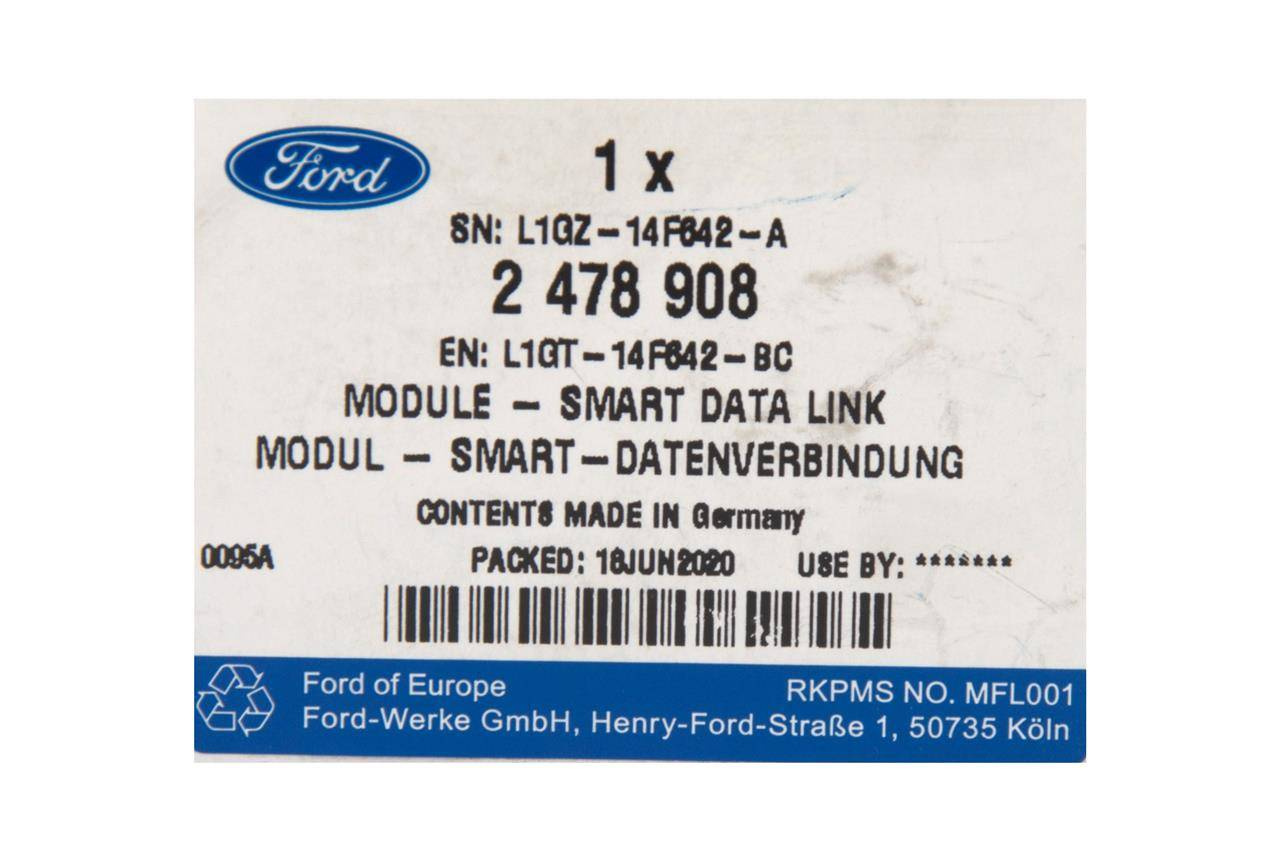 Ford
1 x
SN: L1GZ-14F642-A
2 478 908
EN: L1GT-14F642-BC
MODULE - SMART DATA LINK
MODUL - SMART-DATENVERBINDUNG
CONTENTS MADE IN Germany
0095A PACKED: 18JUN2020 USE BY: *******
Ford of Europe RKPMS NO. MFL001
Ford-Werke GmbH, Henry-Ford-Straße 1, 50735 Köln